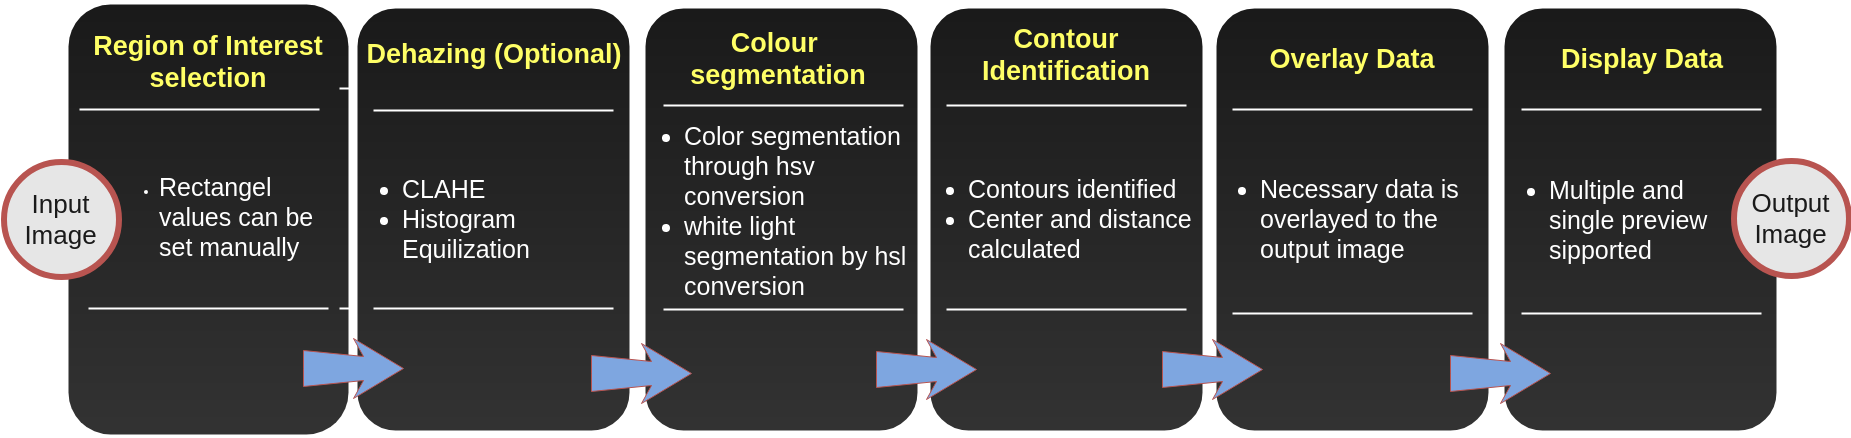 Input
Image
Region of Interest
selection
• Rectangel
values can be
set manually
Dehazing (Optional)
• CLAHE
• Histogram
Equilization
Colour
segmentation
• Color segmentation
through hsv
conversion
• white light
segmentation by hsl
conversion
Contour
Identification
• Contours identified
• Center and distance
calculated
Overlay Data
• Necessary data is
overlayed to the
output image
Display Data
• Multiple and
single preview
sipported
Output
Image